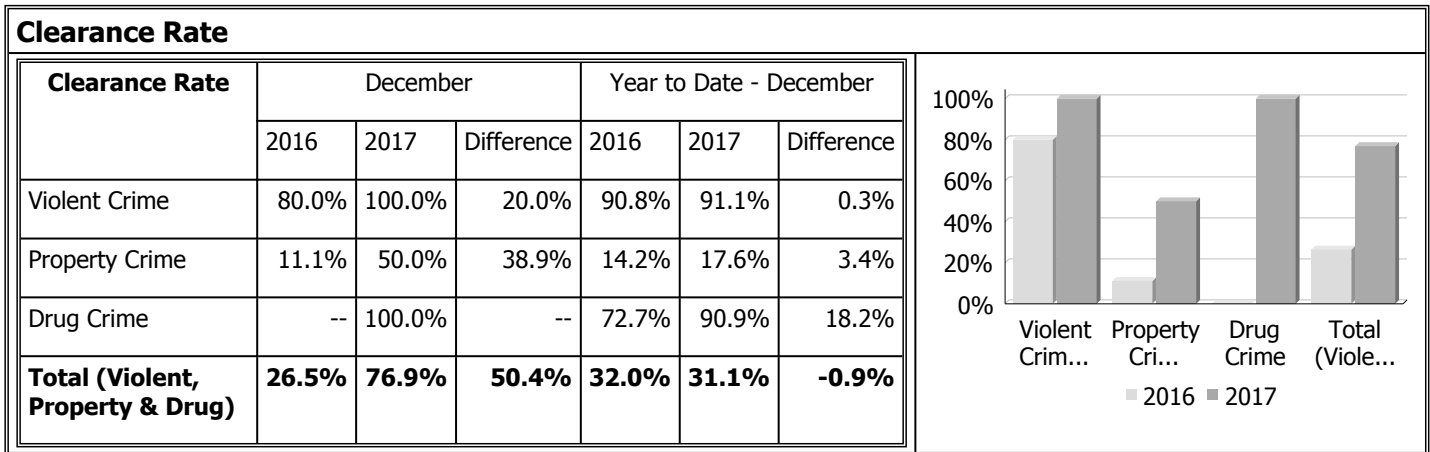 Clearance Rate
Clearance Rate December Year to Date - December
2016 2017 Difference 2016 2017 Difference
Violent Crime 80.0% 100.0% 20.0% 90.8% 91.1% 0.3%
Property Crime 11.1% 50.0% 38.9% 14.2% 17.6% 3.4%
Drug Crime -- 100.0% -- 72.7% 90.9% 18.2%
Total (Violent,
Property & Drug) 26.5% 76.9% 50.4% 32.0% 31.1% -0.9%
100%
80%
60%
40%
20%
0%
Violent Property Drug Total
Crim... Cri... Crime (Viole...
2016 2017